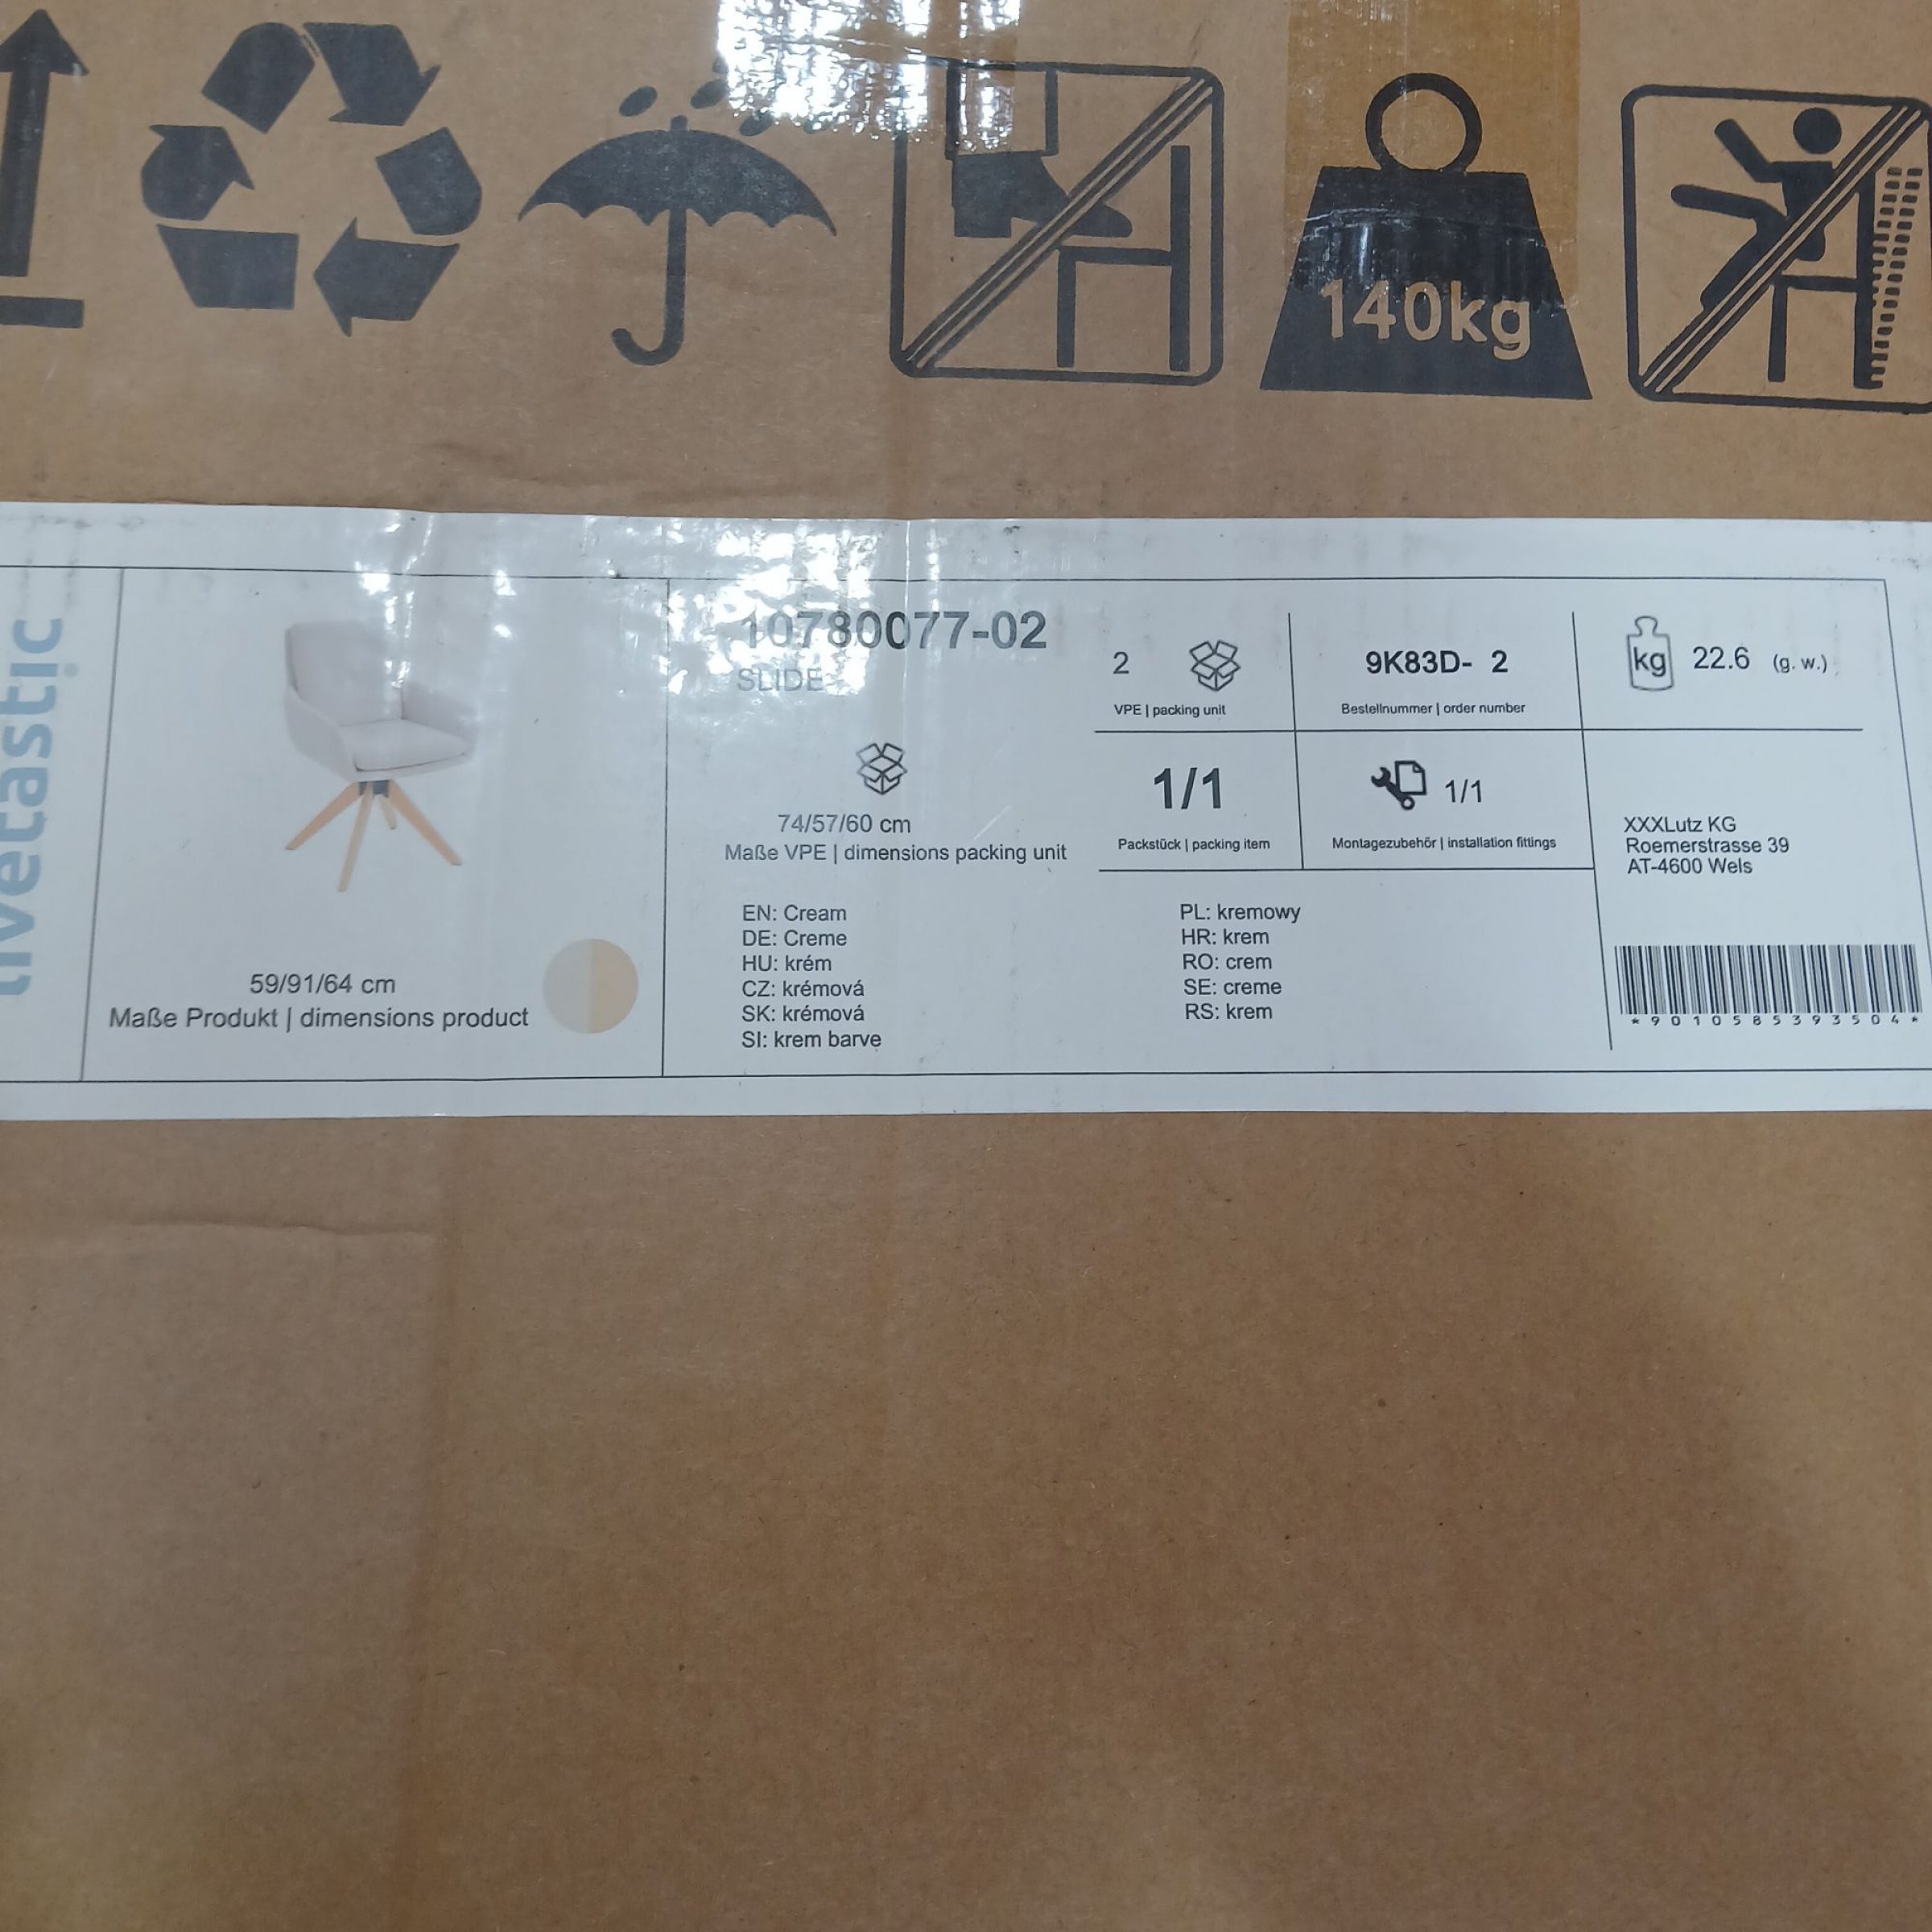 140kg
livetastic
59/91/64 cm
Maße Produkt | dimensions product
10780077-02
SLIDE
74/57/60 cm
Maße VPE | dimensions packing unit
EN: Cream
DE: Creme
HU: krém
CZ: krémová
SK: krémová
SI: krem barve
PL: kremowy
HR: krem
RO: crem
SE: creme
RS: krem
2
VPE | packing unit
9K83D- 2
Bestellnummer | order number
kg 22.6 (g. w.)
1/1
Packstück | packing item
1/1
Montagezubehör | installation fittings
XXXLutz KG
Roemerstrasse 39
AT-4600 Wels
*9010585393504*